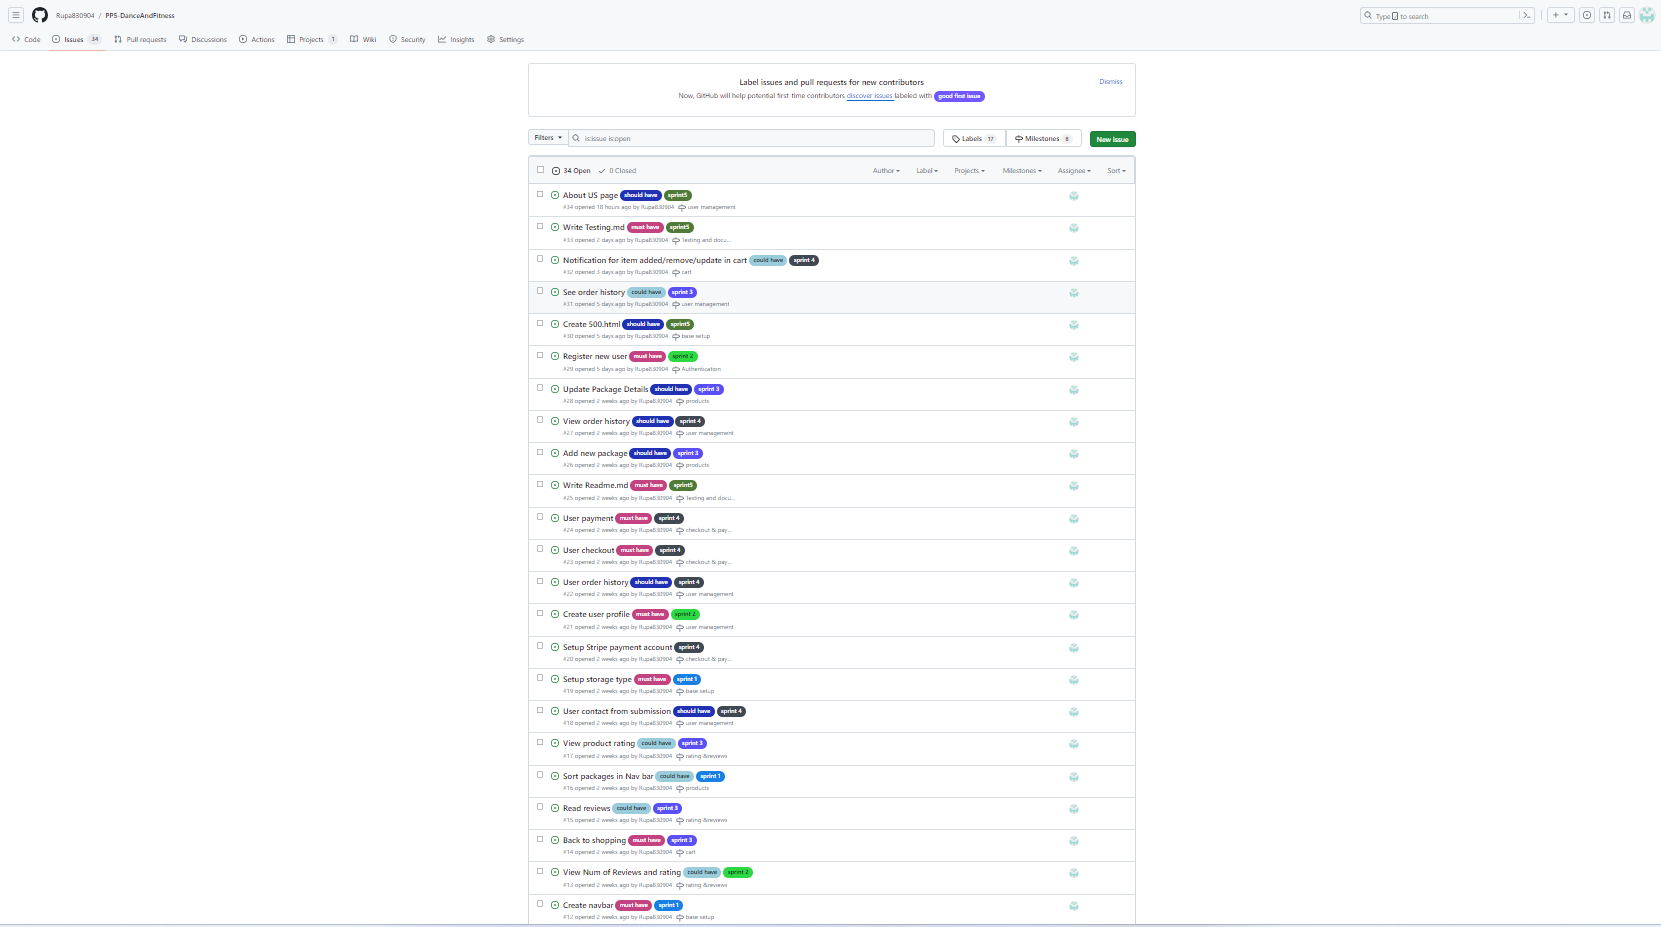 Rupa830904 / PP5-DanceAndFitness
Type / to search
Code Issues 34 Pull requests Discussions Actions Projects 1 Wiki Security Insights Settings
Label issues and pull requests for new contributors
Dismiss
Now, GitHub will help potential first-time contributors discover issues labeled with good first issue
Filters is:issue is:open Labels 17 Milestones 8 New issue
34 Open 0 Closed Author Label Projects Milestones Assignee Sort
About US page should have sprint5
#34 opened 18 hours ago by Rupa830904 user management
Write Testing.md must have sprint5
#33 opened 2 days ago by Rupa830904 Testing and docu...
Notification for item added/remove/update in cart could have sprint 4
#32 opened 3 days ago by Rupa830904 cart
See order history could have sprint 3
#31 opened 5 days ago by Rupa830904 user management
Create 500.html should have sprint5
#30 opened 5 days ago by Rupa830904 base setup
Register new user must have sprint 2
#29 opened 5 days ago by Rupa830904 Authentication
Update Package Details should have sprint 3
#28 opened 2 weeks ago by Rupa830904 products
View order history should have sprint 4
#27 opened 2 weeks ago by Rupa830904 user management
Add new package should have sprint 3
#26 opened 2 weeks ago by Rupa830904 products
Write Readme.md must have sprint5
#25 opened 2 weeks ago by Rupa830904 Testing and docu...
User payment must have sprint 4
#24 opened 2 weeks ago by Rupa830904 checkout & pay...
User checkout must have sprint 4
#23 opened 2 weeks ago by Rupa830904 checkout & pay...
User order history should have sprint 4
#22 opened 2 weeks ago by Rupa830904 user management
Create user profile must have sprint 2
#21 opened 2 weeks ago by Rupa830904 user management
Setup Stripe payment account sprint 4
#20 opened 2 weeks ago by Rupa830904 checkout & pay...
Setup storage type must have sprint 1
#19 opened 2 weeks ago by Rupa830904 base setup
User contact from submission should have sprint 4
#18 opened 2 weeks ago by Rupa830904 user management
View product rating could have sprint 3
#17 opened 2 weeks ago by Rupa830904 rating &reviews
Sort packages in Nav bar could have sprint 1
#16 opened 2 weeks ago by Rupa830904 products
Read reviews could have sprint 3
#15 opened 2 weeks ago by Rupa830904 rating &reviews
Back to shopping must have sprint 3
#14 opened 2 weeks ago by Rupa830904 cart
View Num of Reviews and rating could have sprint 2
#13 opened 2 weeks ago by Rupa830904 rating &reviews
Create navbar must have sprint 1
#12 opened 2 weeks ago by Rupa830904 base setup